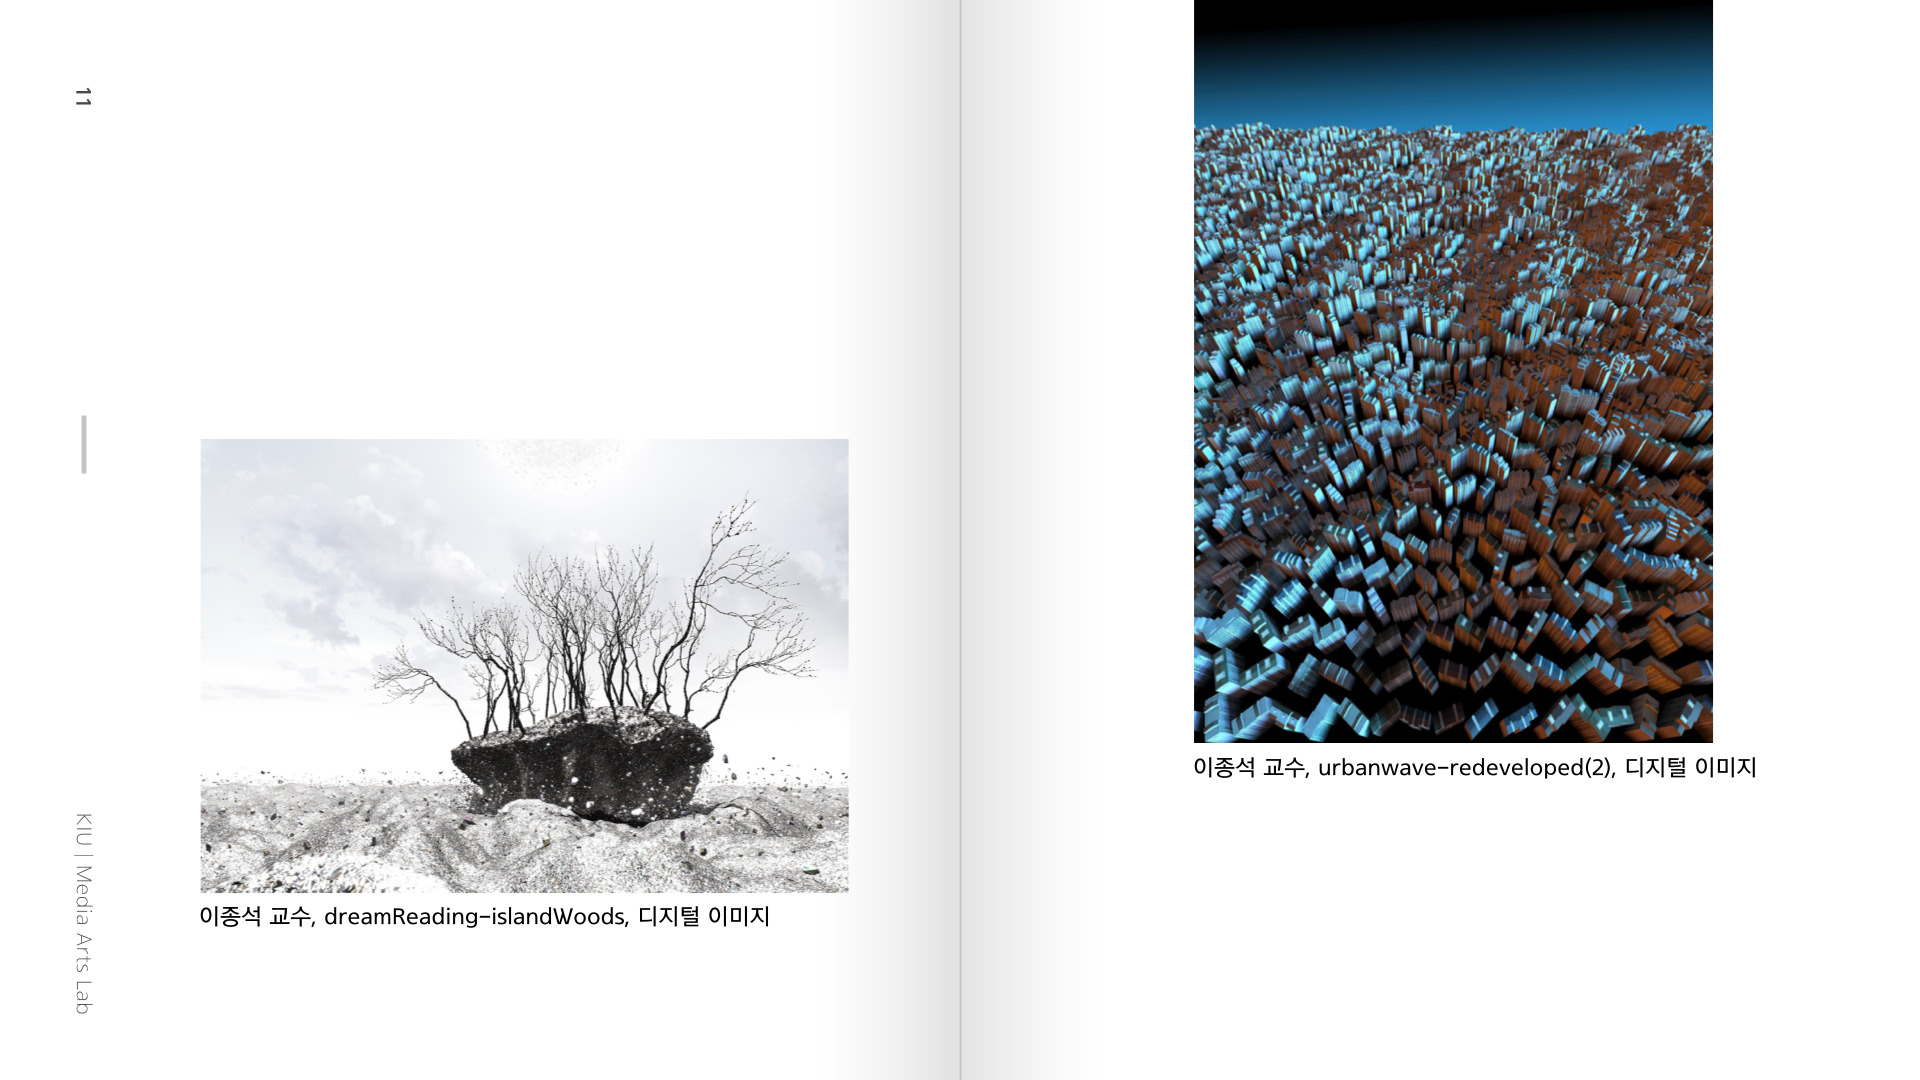 11
KIU | Media Arts Lab
이종석 교수, dreamReading-islandWoods, 디지털 이미지
이종석 교수, urbanwave-redeveloped(2), 디지털 이미지